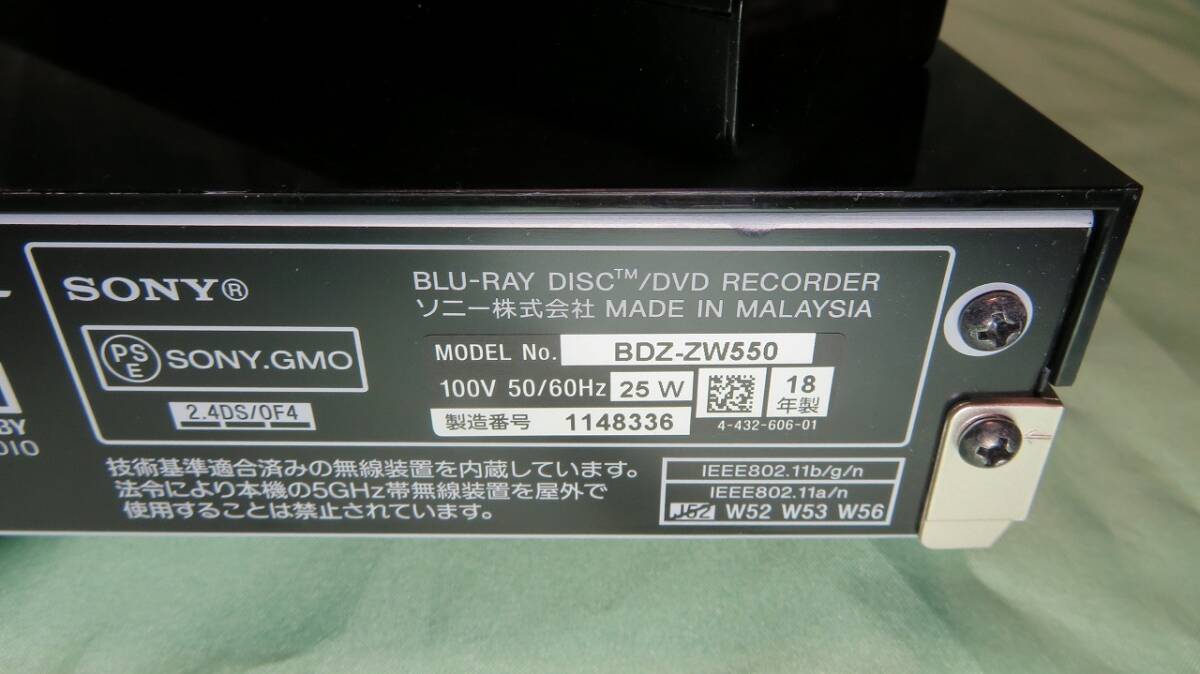 SONY®
BLU-RAY DISC™/DVD RECORDER
ソニー株式会社 MADE IN MALAYSIA
PS
E
SONY.GMO
MODEL No. BDZ-ZW550
100V 50/60Hz 25 W
18
年製
2.4DS/OF4
製造番号 1148336
4-432-606-01
BY
DIO
技術基準適合済みの無線装置を内蔵しています。
法令により本機の5GHz帯無線装置を屋外で
使用することは禁止されています。
IEEE802.11b/g/n
IEEE802.11a/n
J52 W52 W53 W56